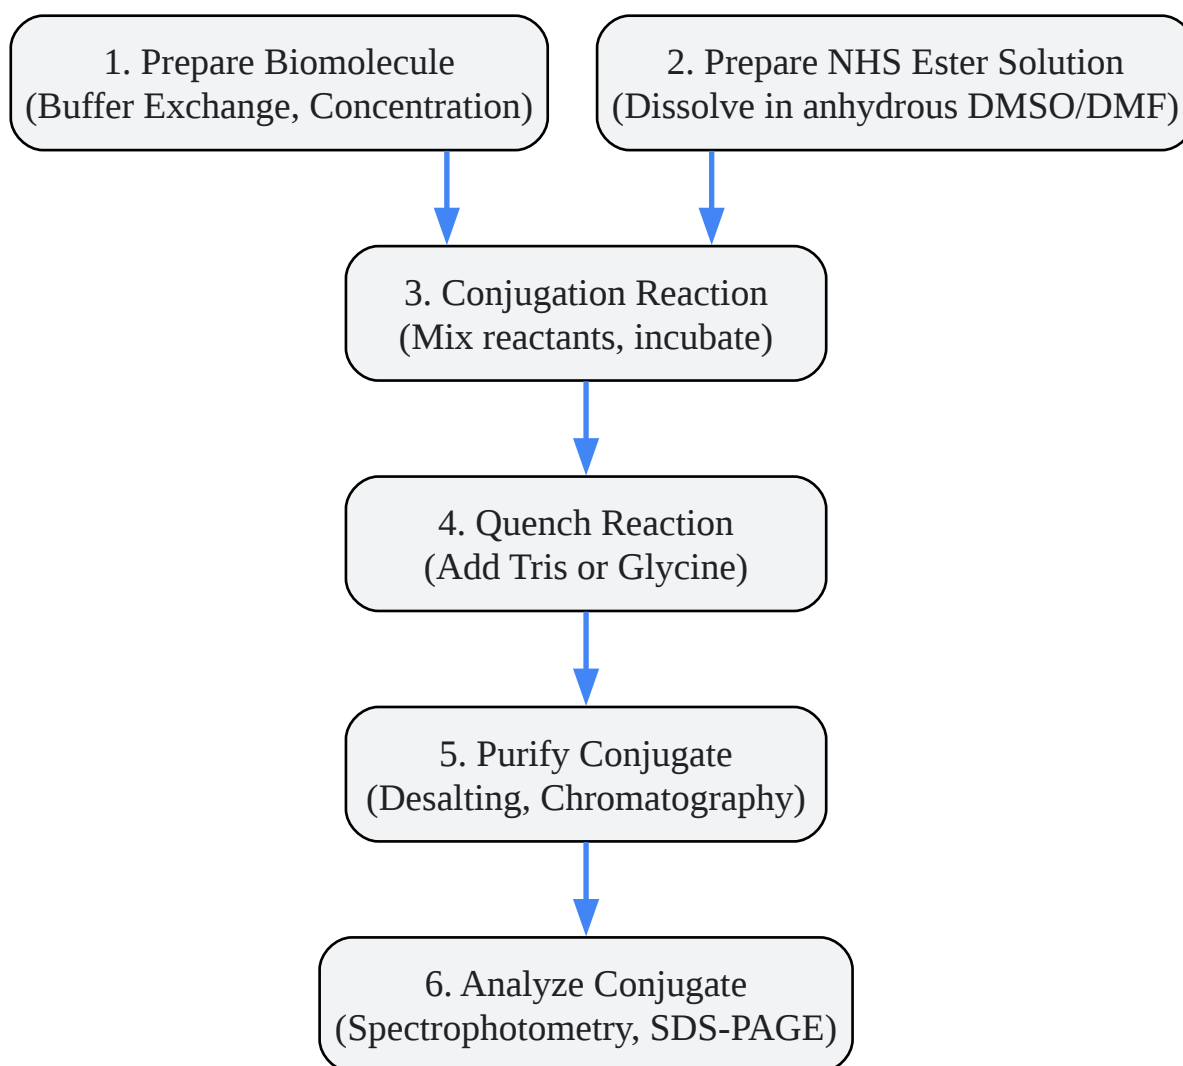 1. Prepare Biomolecule
(Buffer Exchange, Concentration)
2. Prepare NHS Ester Solution
(Dissolve in anhydrous DMSO/DMF)
3. Conjugation Reaction
(Mix reactants, incubate)
4. Quench Reaction
(Add Tris or Glycine)
5. Purify Conjugate
(Desalting, Chromatography)
6. Analyze Conjugate
(Spectrophotometry, SDS-PAGE)